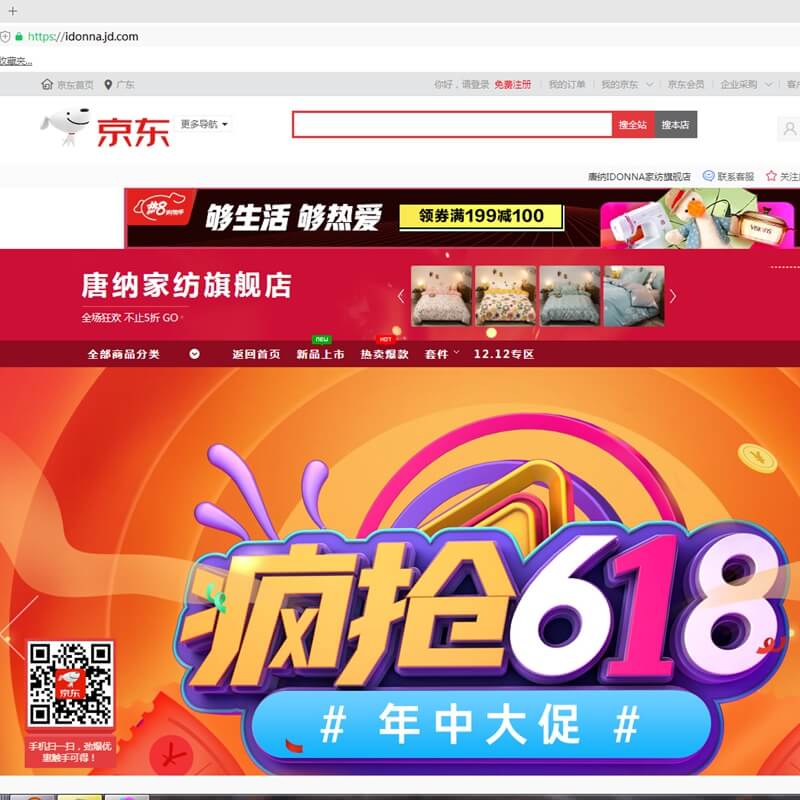 https://idonna.jd.com
收藏夹...
京东首页 广东 你好，请登录 免费注册 我的订单 我的京东 京东会员 企业采购
京东 更多导航 搜全站 搜本店
唐纳IDONNA家纺旗舰店 联系客服
够生活 够热爱 领券满199减100
唐纳家纺旗舰店
全场狂欢 不止5折 GO
new HOT
全部商品分类 返回首页 新品上市 热卖爆款 套件 12.12专区
疯抢618
# 年中大促 #
京东
手机扫一扫，劲爆优
惠触手可得！